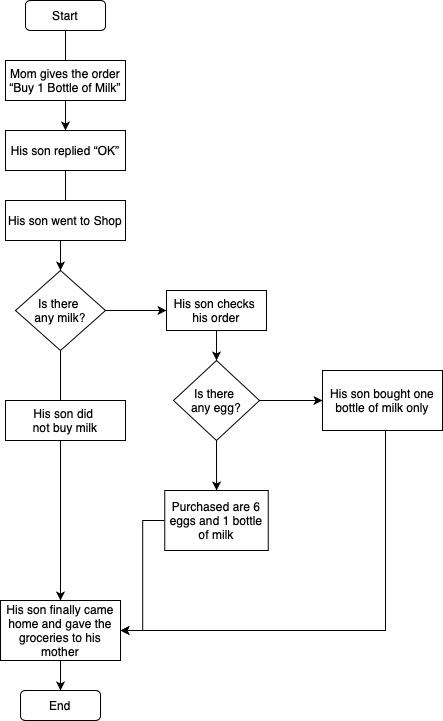 Start
Mom gives the order
“Buy 1 Bottle of Milk”
His son replied “OK”
His son went to Shop
Is there
any milk?
His son checks
his order
Is there
any egg?
His son bought one
bottle of milk only
His son did
not buy milk
Purchased are 6
eggs and 1 bottle
of milk
His son finally came
home and gave the
groceries to his
mother
End